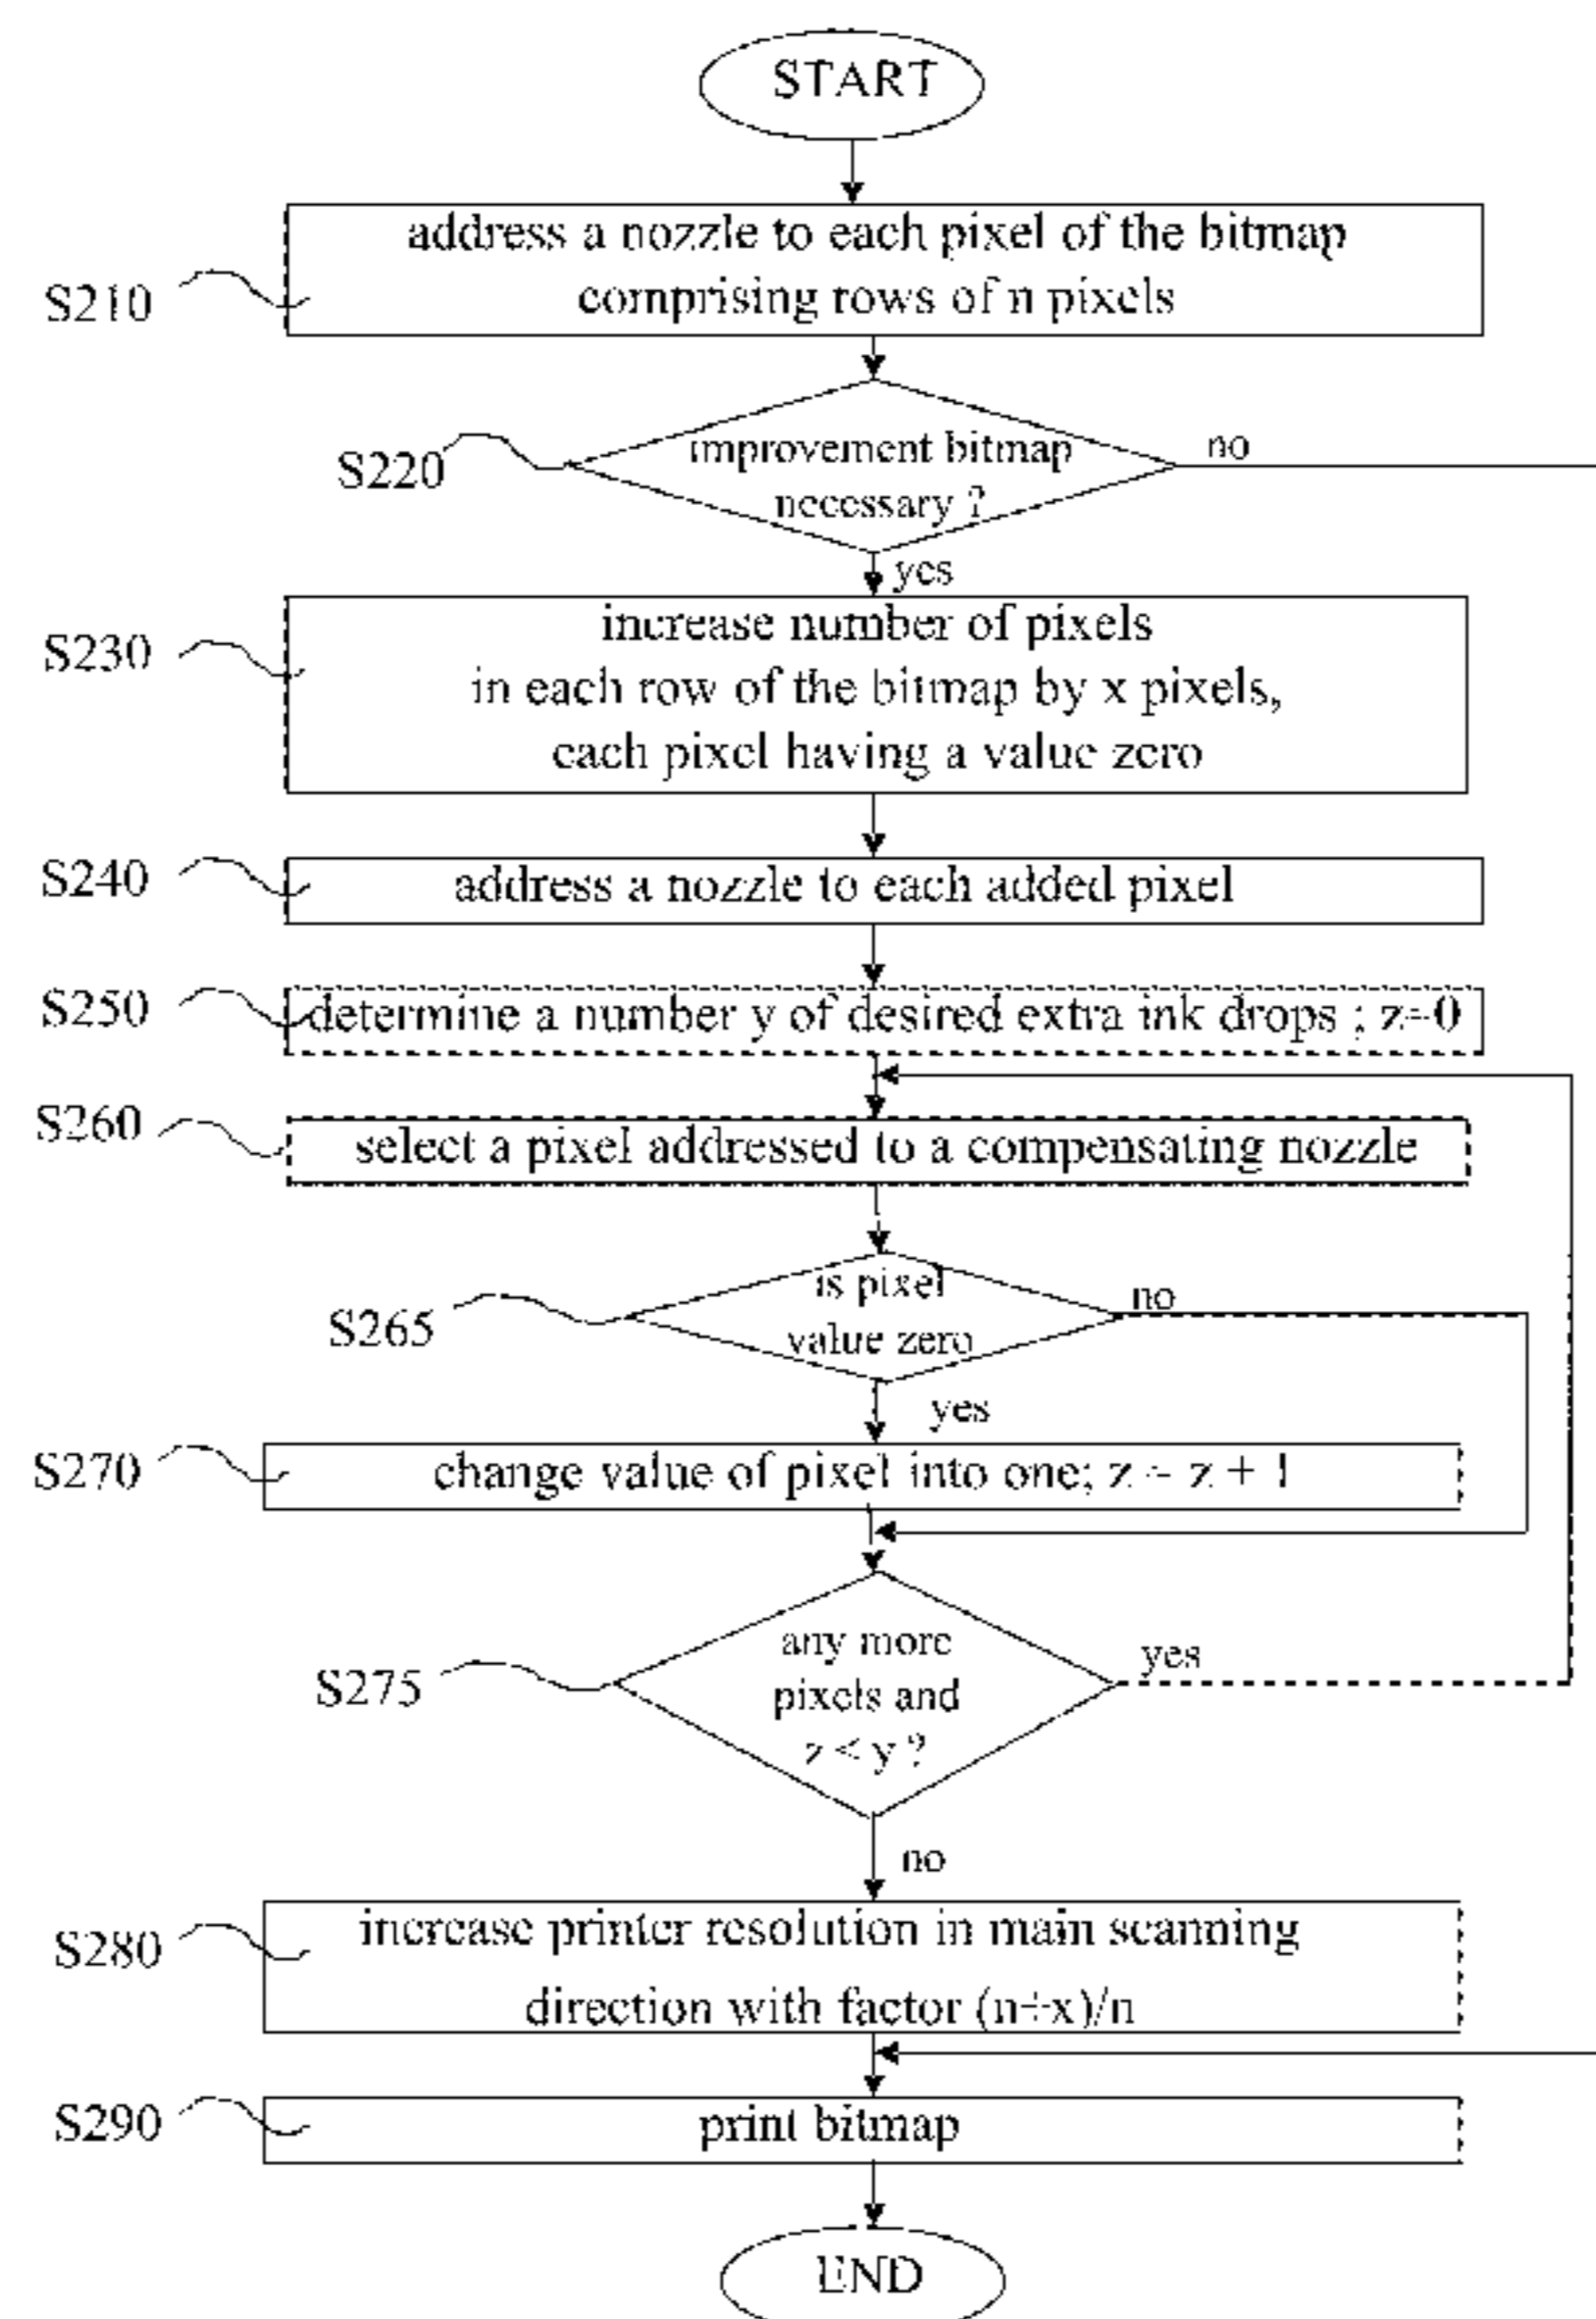 START
address a nozzle to each pixel of the bitmap
comprising rows of n pixels
S210
improvement bitmap
necessary ?
S220
no
yes
increase number of pixels
in each row of the bitmap by x pixels,
each pixel having a value zero
S230
address a nozzle to each added pixel
S240
determine a number y of desired extra ink drops ; z=0
S250
select a pixel addressed to a compensating nozzle
S260
is pixel
value zero
S265
no
yes
change value of pixel into one; z = z + 1
S270
any more
pixels and
z < y ?
S275
yes
no
increase printer resolution in main scanning
direction with factor (n+x)/n
S280
print bitmap
S290
END